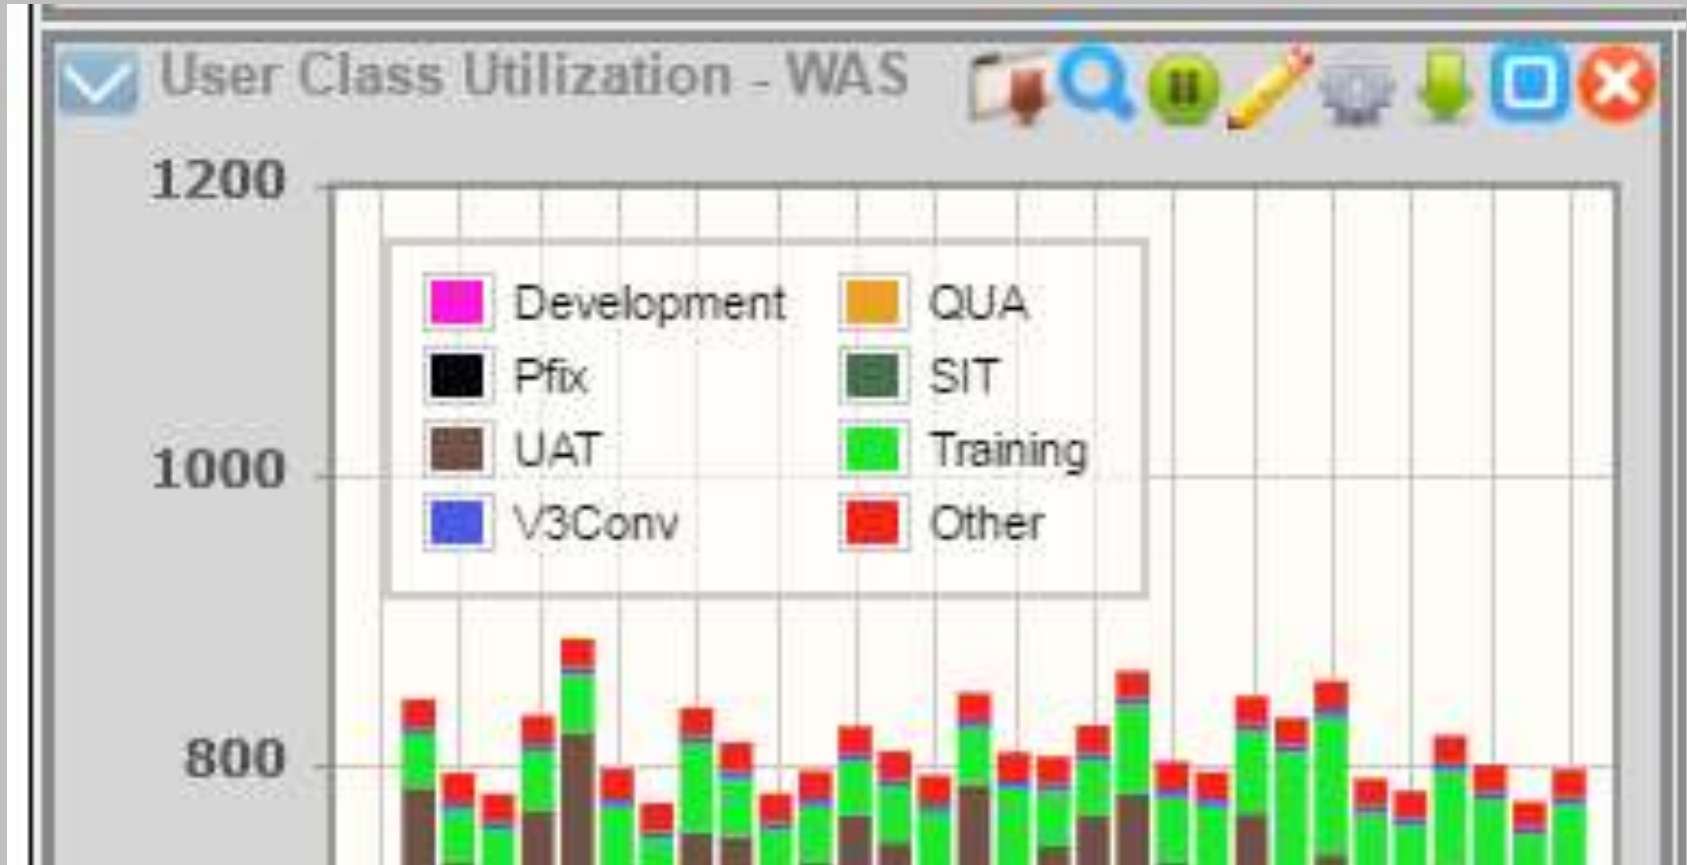 User Class Utilization - WAS
1200
Development QUA
Pfix SIT
1000
UAT Training
V3Conv Other
800